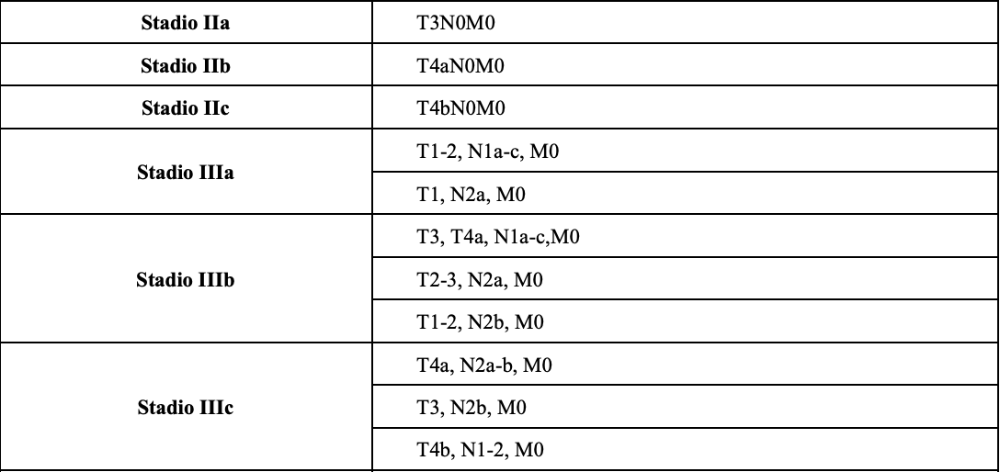 Stadio IIa T3N0M0
Stadio IIb T4aN0M0
Stadio IIc T4bN0M0
Stadio IIIa
T1-2, N1a-c, M0
T1, N2a, M0
Stadio IIIb
T3, T4a, N1a-c,M0
T2-3, N2a, M0
T1-2, N2b, M0
Stadio IIIc
T4a, N2a-b, M0
T3, N2b, M0
T4b, N1-2, M0